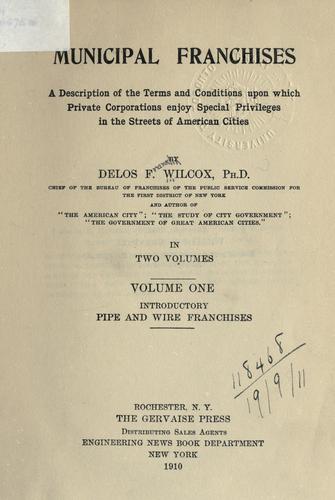 MUNICIPAL FRANCHISES
A Description of the Terms and Conditions upon which
Private Corporations enjoy Special Privileges
in the Streets of American Cities
BY
DELOS F. WILCOX, PH.D.
CHIEF OF THE BUREAU OF FRANCHISES OF THE PUBLIC SERVICE COMMISSION FOR
THE FIRST DISTRICT OF NEW YORK
AND AUTHOR OF
"THE AMERICAN CITY"; "THE STUDY OF CITY GOVERNMENT";
"THE GOVERNMENT OF GREAT AMERICAN CITIES."
IN
TWO VOLUMES
VOLUME ONE
INTRODUCTORY
PIPE AND WIRE FRANCHISES
118468
19/9/11
ROCHESTER, N. Y.
THE GERVAISE PRESS
DISTRIBUTING SALES AGENTS
ENGINEERING NEWS BOOK DEPARTMENT
NEW YORK
1910